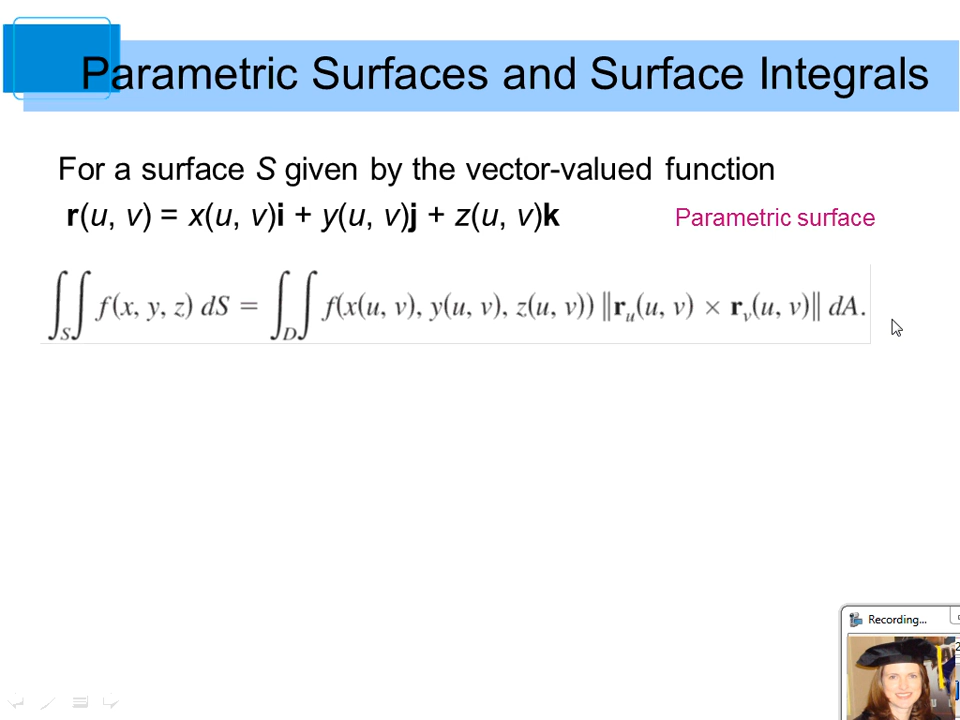 Parametric Surfaces and Surface Integrals
For a surface S given by the vector-valued function
r(u, v) = x(u, v)i + y(u, v)j + z(u, v)k
Parametric surface
∫_S∫ f(x, y, z) dS = ∫_D∫ f(x(u, v), y(u, v), z(u, v)) ‖r_u(u, v) × r_v(u, v)‖ dA.
Recording...